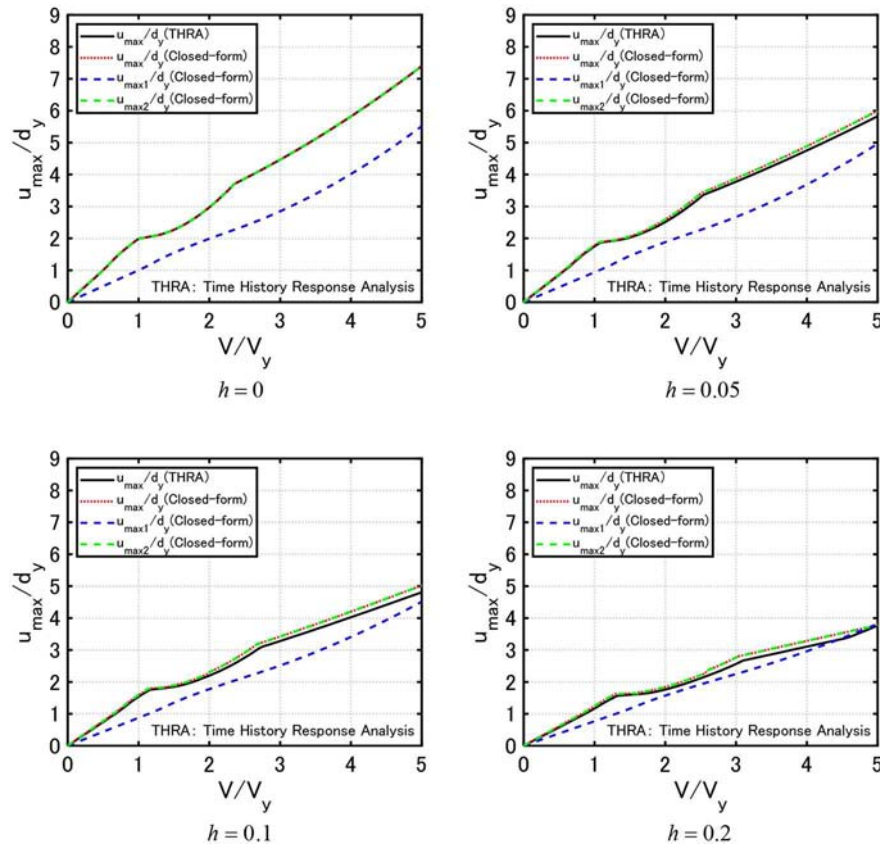 9
8
7
6
5
4
3
2
1
0
u_max/d_y
u_max/d_y(THRA)
u_max/d_y(Closed-form)
u_max1/d_y(Closed-form)
u_max2/d_y(Closed-form)
THRA: Time History Response Analysis
0 1 2 3 4 5
V/V_y
h = 0
9
8
7
6
5
4
3
2
1
0
u_max/d_y
u_max/d_y(THRA)
u_max/d_y(Closed-form)
u_max1/d_y(Closed-form)
u_max2/d_y(Closed-form)
THRA: Time History Response Analysis
0 1 2 3 4 5
V/V_y
h = 0.05
9
8
7
6
5
4
3
2
1
0
u_max/d_y
u_max/d_y(THRA)
u_max/d_y(Closed-form)
u_max1/d_y(Closed-form)
u_max2/d_y(Closed-form)
THRA: Time History Response Analysis
0 1 2 3 4 5
V/V_y
h = 0.1
9
8
7
6
5
4
3
2
1
0
u_max/d_y
u_max/d_y(THRA)
u_max/d_y(Closed-form)
u_max1/d_y(Closed-form)
u_max2/d_y(Closed-form)
THRA: Time History Response Analysis
0 1 2 3 4 5
V/V_y
h = 0.2